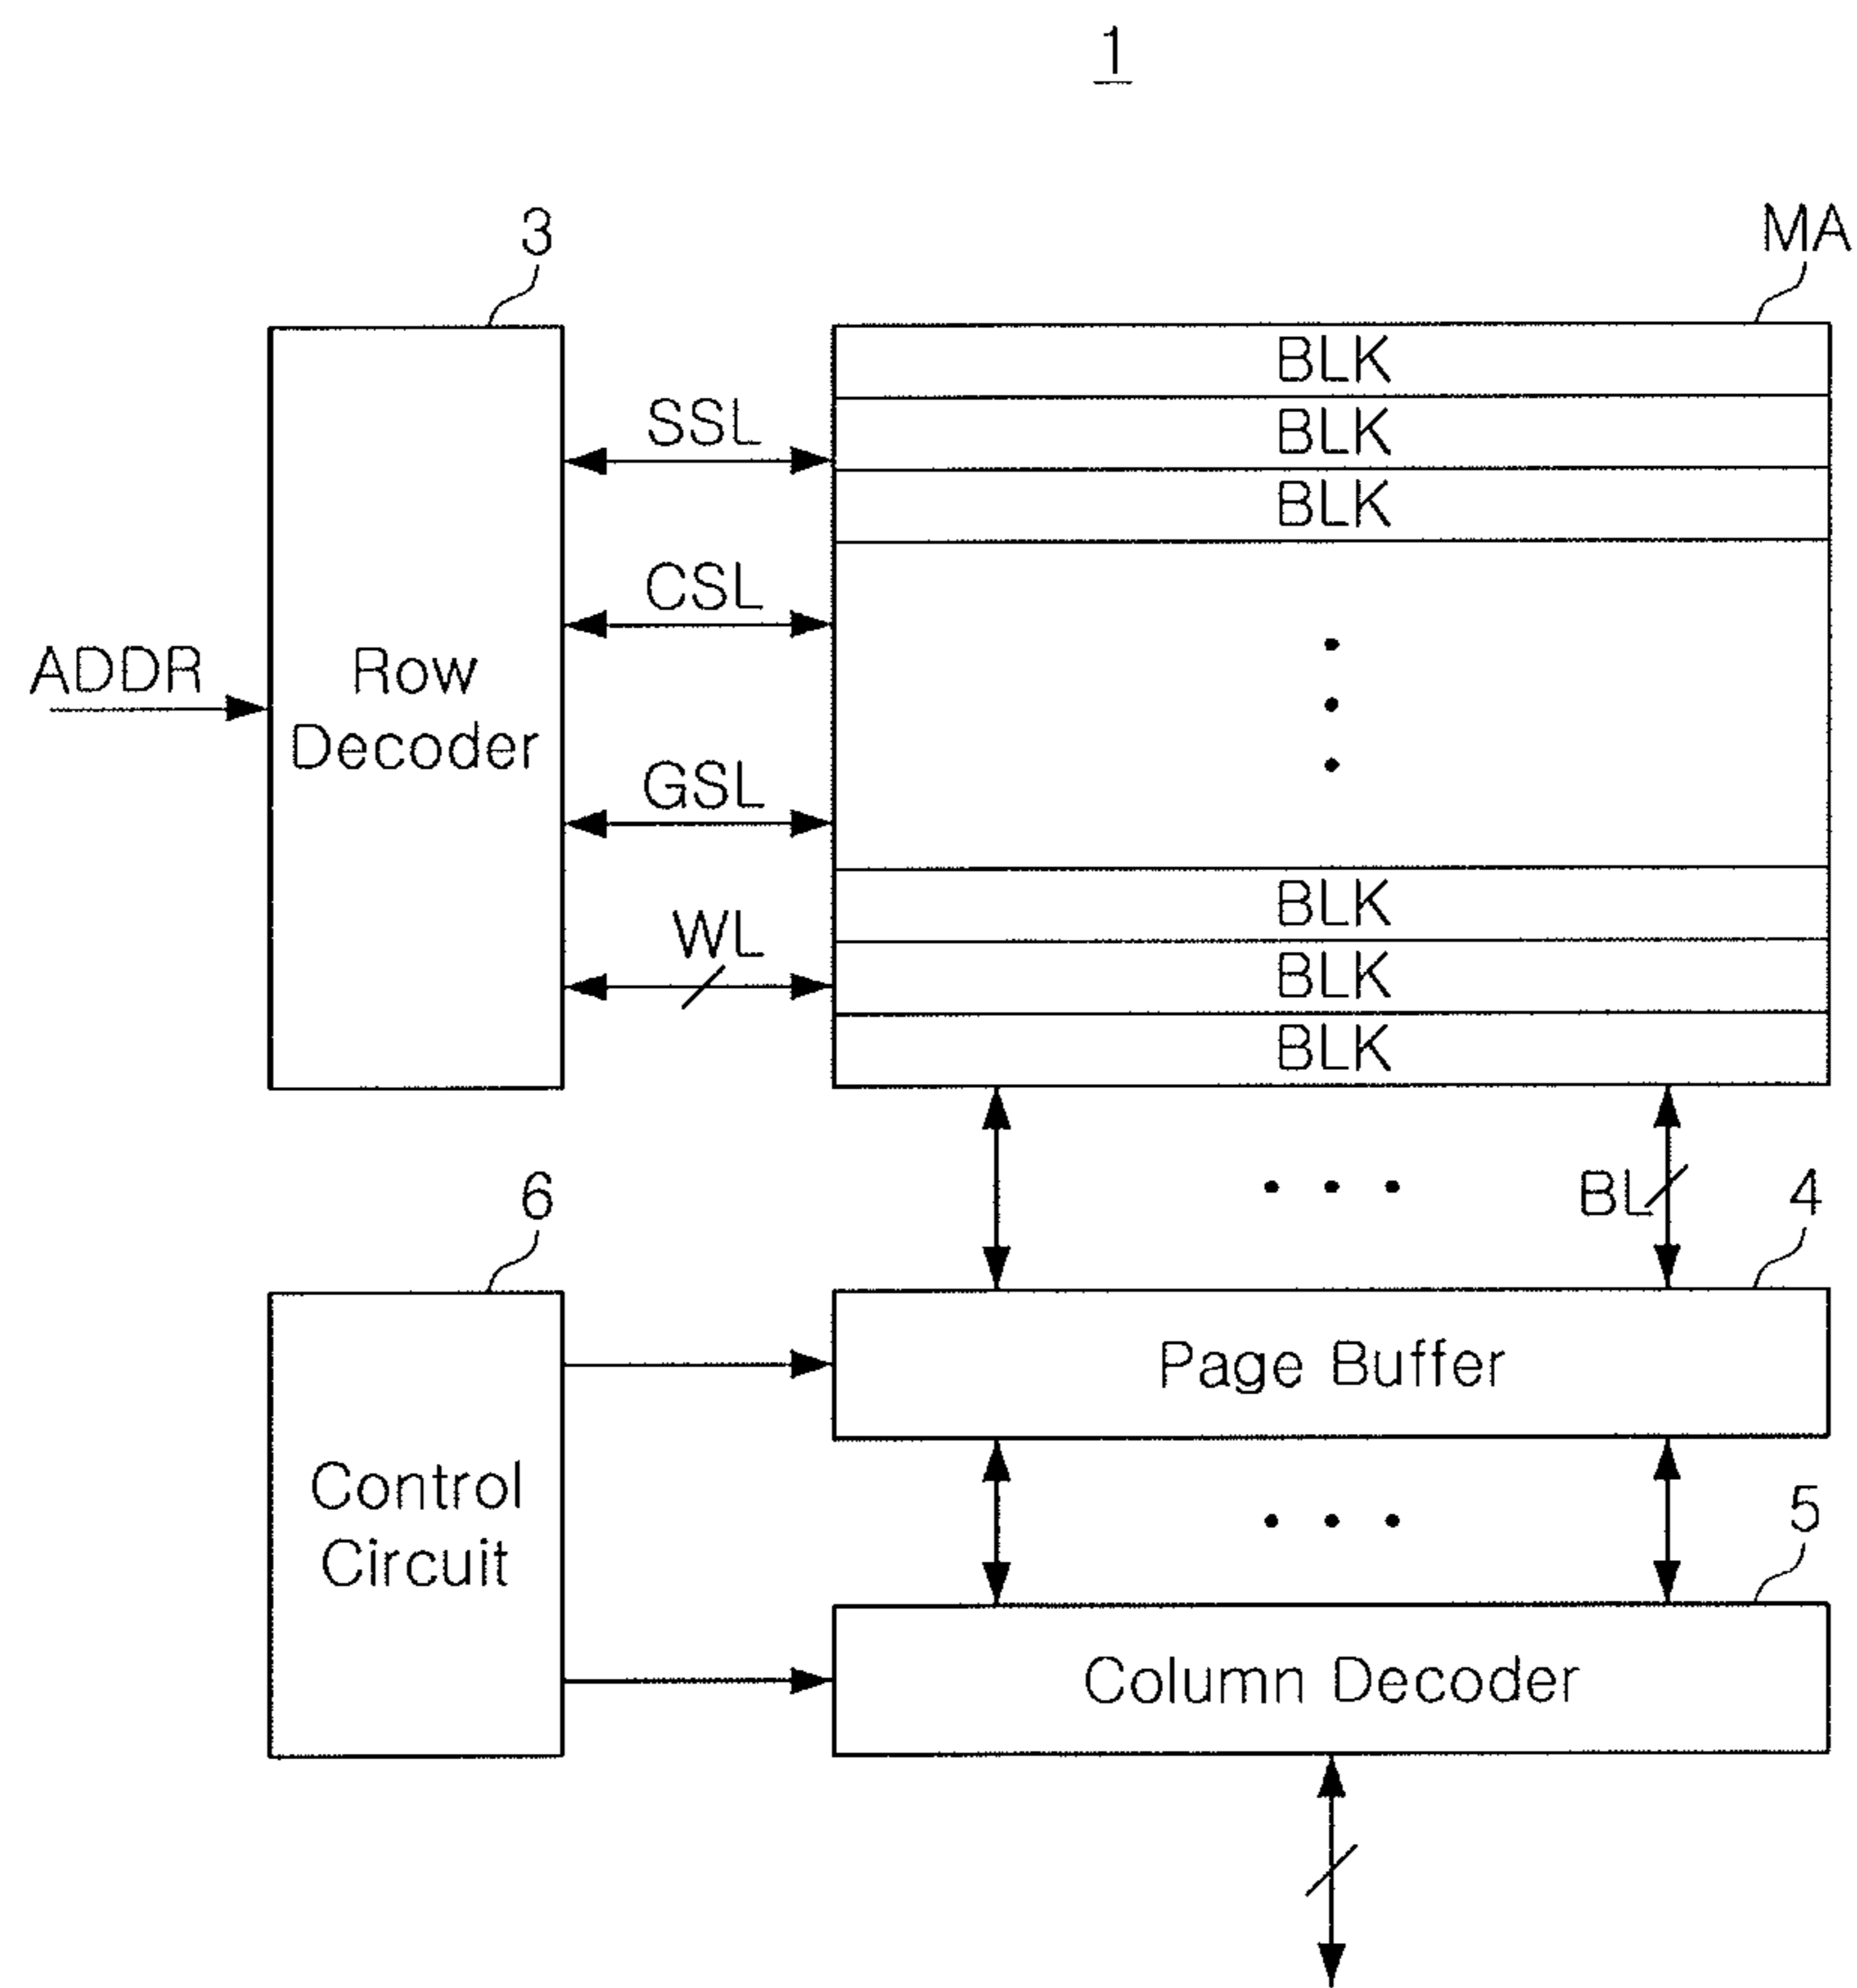 1
3
MA
BLK
SSL
BLK
BLK
CSL
ADDR
Row
Decoder
GSL
BLK
WL
BLK
BLK
6
BL
4
Page Buffer
Control
Circuit
5
Column Decoder